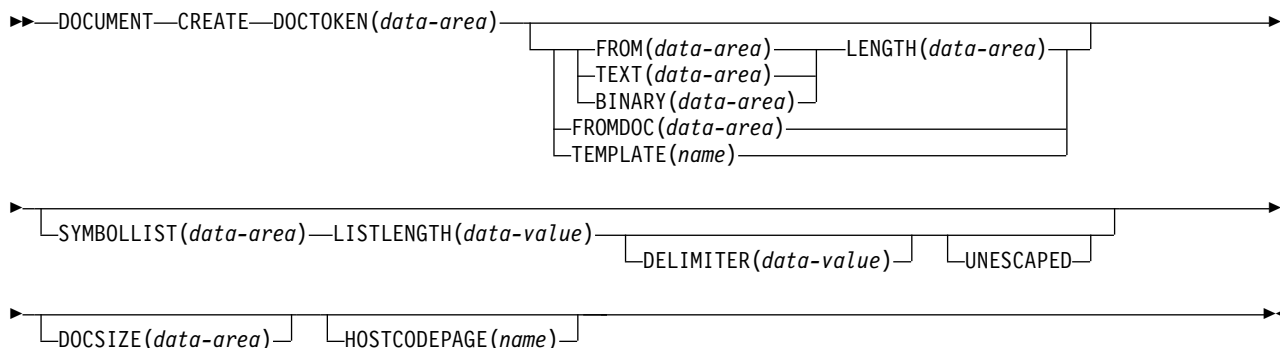 DOCUMENT CREATE DOCTOKEN(data-area)
FROM(data-area) LENGTH(data-area)
TEXT(data-area)
BINARY(data-area)
FROMDOC(data-area)
TEMPLATE(name)
SYMBOLLIST(data-area) LISTLENGTH(data-value)
DELIMITER(data-value) UNESCAPED
DOCSIZE(data-area) HOSTCODEPAGE(name)